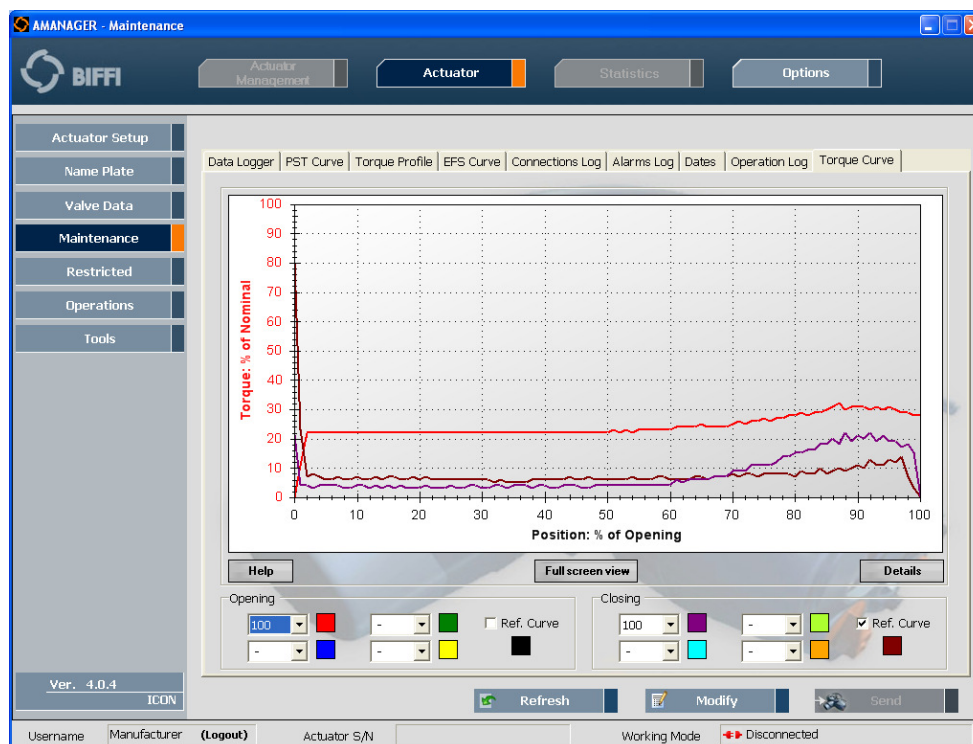 AMANAGER - Maintenance
BIFFI
Actuator Management
Actuator
Statistics
Options
Actuator Setup
Name Plate
Valve Data
Maintenance
Restricted
Operations
Tools
Data Logger
PST Curve
Torque Profile
EFS Curve
Connections Log
Alarms Log
Dates
Operation Log
Torque Curve
Torque: % of Nominal
100
90
80
70
60
50
40
30
20
10
0
0 10 20 30 40 50 60 70 80 90 100
Position: % of Opening
Help
Full screen view
Details
Opening
100
-
Ref. Curve
-
-
Closing
100
-
Ref. Curve
-
-
Ver. 4.0.4
ICON
Refresh
Modify
Send
Username Manufacturer (Logout) Actuator S/N Working Mode Disconnected